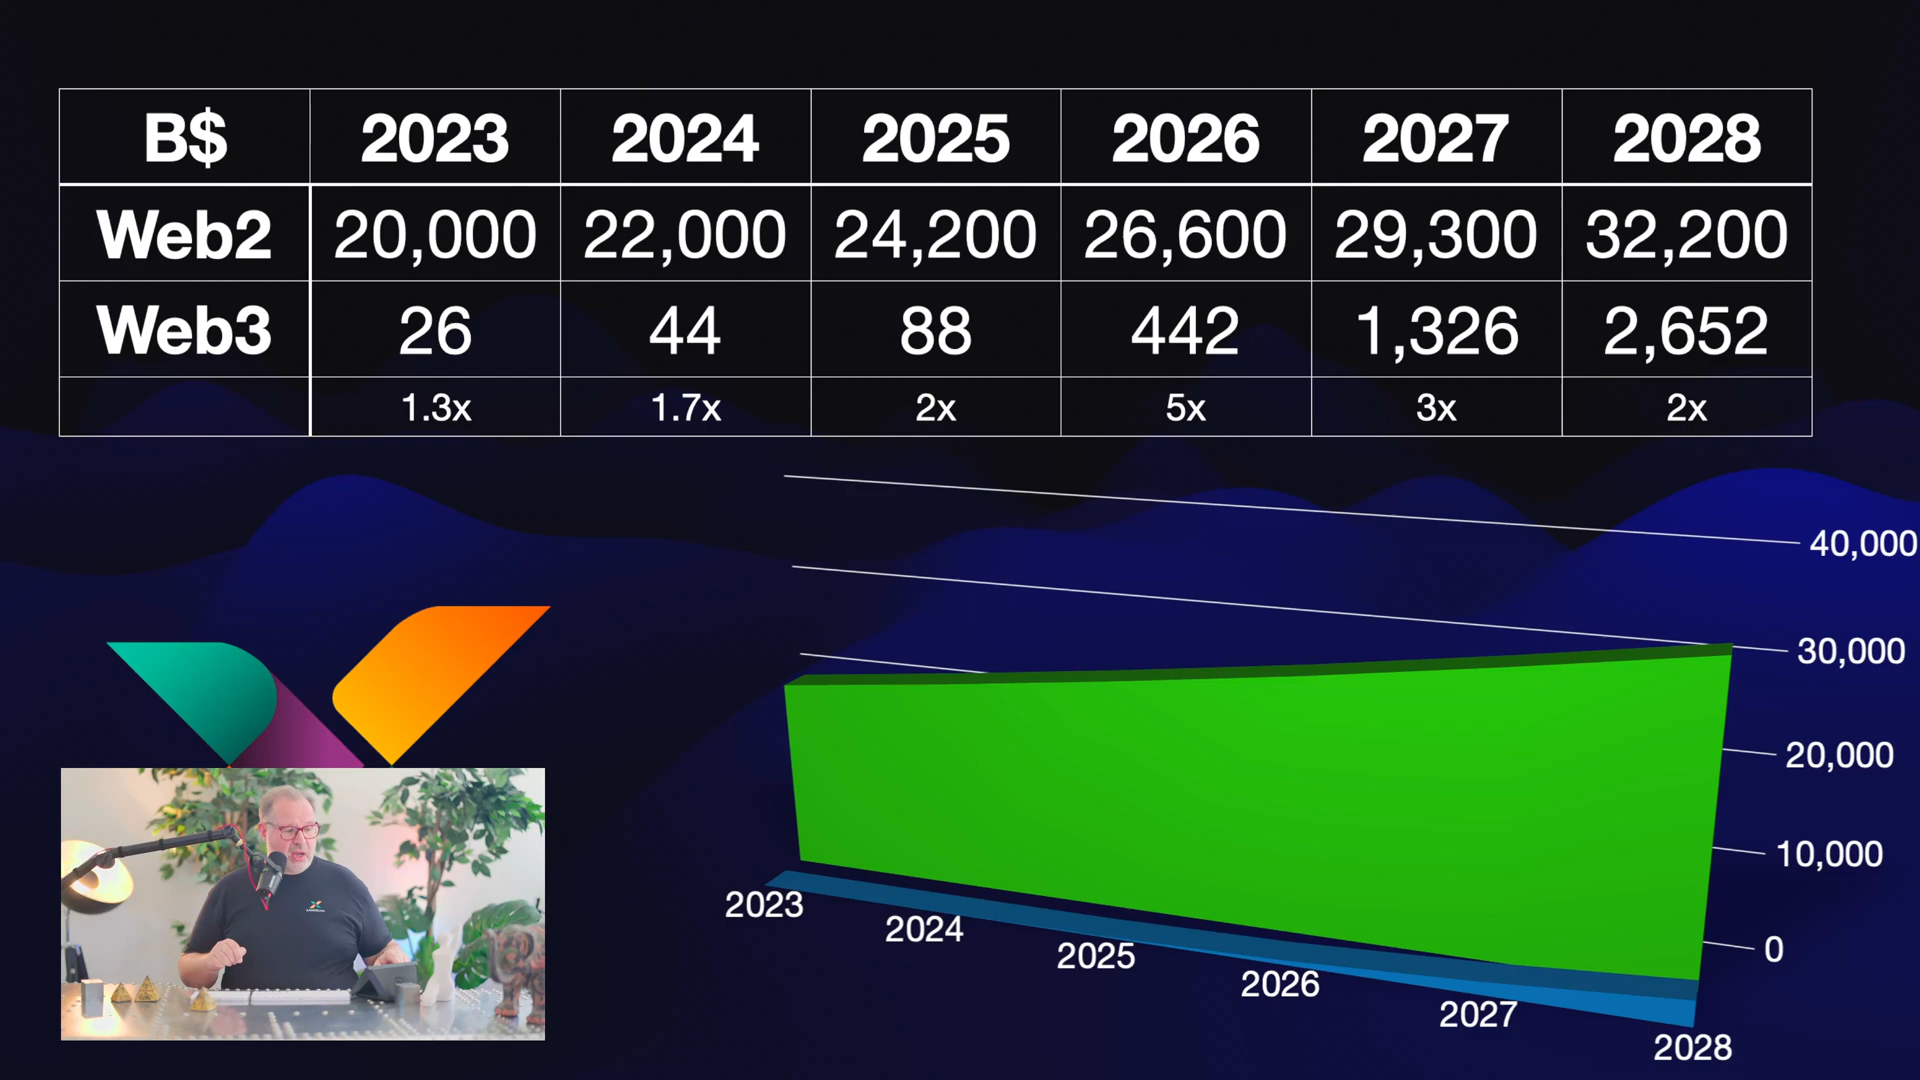 B$ 2023 2024 2025 2026 2027 2028
Web2 20,000 22,000 24,200 26,600 29,300 32,200
Web3 26 44 88 442 1,326 2,652
1.3x 1.7x 2x 5x 3x 2x
40,000
30,000
20,000
10,000
0
2023
2024
2025
2026
2027
2028